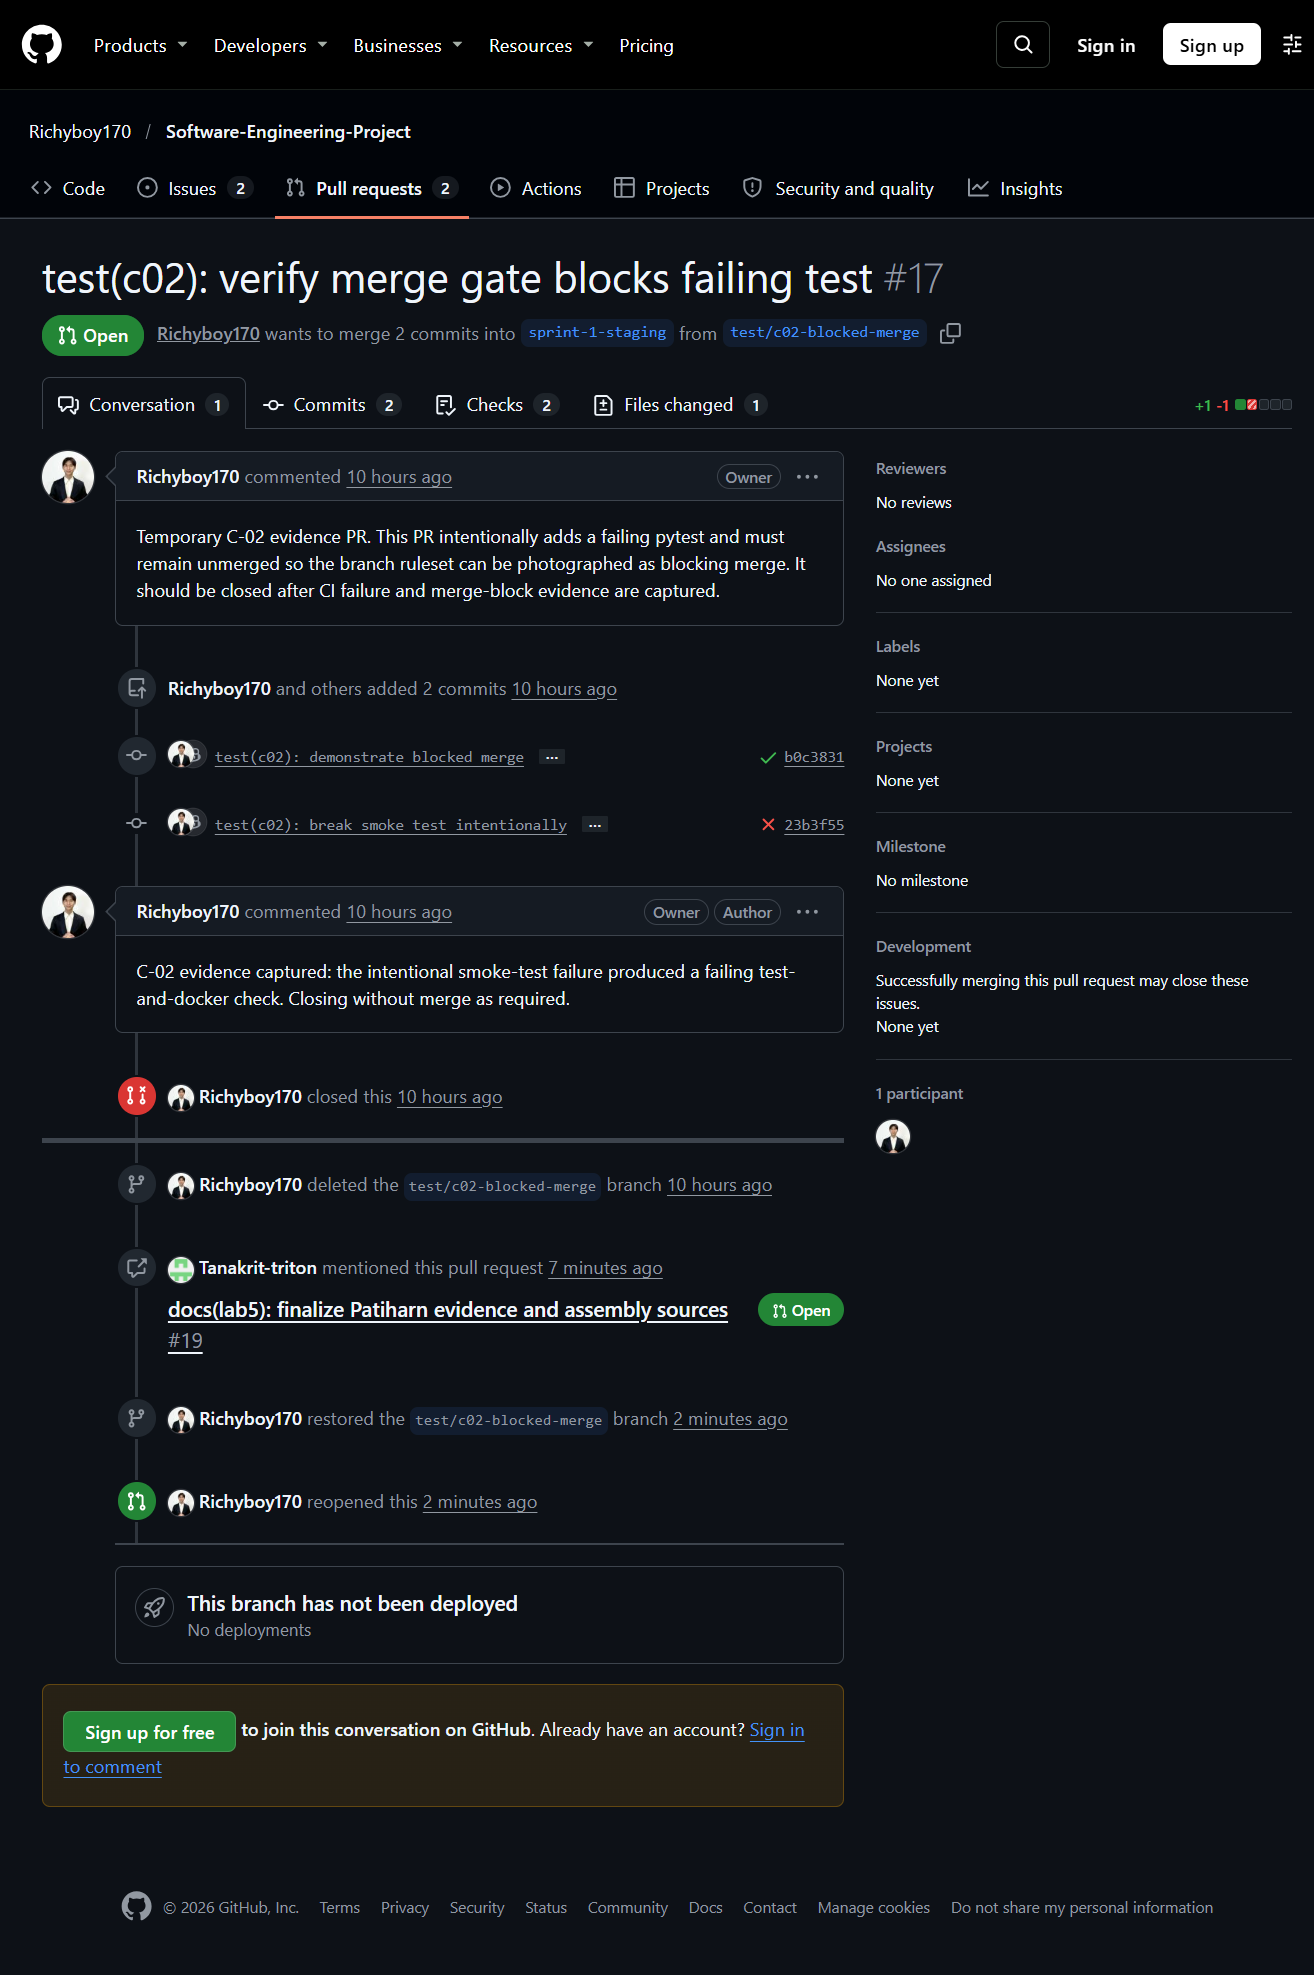 Products Developers Businesses Resources Pricing Sign in Sign up
Richyboy170 / Software-Engineering-Project
Code Issues 2 Pull requests 2 Actions Projects Security and quality Insights
test(c02): verify merge gate blocks failing test #17
Open Richyboy170 wants to merge 2 commits into sprint-1-staging from test/c02-blocked-merge
Conversation 1 Commits 2 Checks 2 Files changed 1 +1 -1
Richyboy170 commented 10 hours ago Owner
Temporary C-02 evidence PR. This PR intentionally adds a failing pytest and must
remain unmerged so the branch ruleset can be photographed as blocking merge. It
should be closed after CI failure and merge-block evidence are captured.
Richyboy170 and others added 2 commits 10 hours ago
test(c02): demonstrate blocked merge ... b0c3831
test(c02): break smoke test intentionally ... 23b3f55
Richyboy170 commented 10 hours ago Owner Author
C-02 evidence captured: the intentional smoke-test failure produced a failing test-
and-docker check. Closing without merge as required.
Richyboy170 closed this 10 hours ago
Richyboy170 deleted the test/c02-blocked-merge branch 10 hours ago
Tanakrit-triton mentioned this pull request 7 minutes ago
docs(lab5): finalize Patiharn evidence and assembly sources
#19
Open
Richyboy170 restored the test/c02-blocked-merge branch 2 minutes ago
Richyboy170 reopened this 2 minutes ago
This branch has not been deployed
No deployments
Sign up for free to join this conversation on GitHub. Already have an account? Sign in
to comment
Reviewers
No reviews
Assignees
No one assigned
Labels
None yet
Projects
None yet
Milestone
No milestone
Development
Successfully merging this pull request may close these
issues.
None yet
1 participant
© 2026 GitHub, Inc. Terms Privacy Security Status Community Docs Contact Manage cookies Do not share my personal information